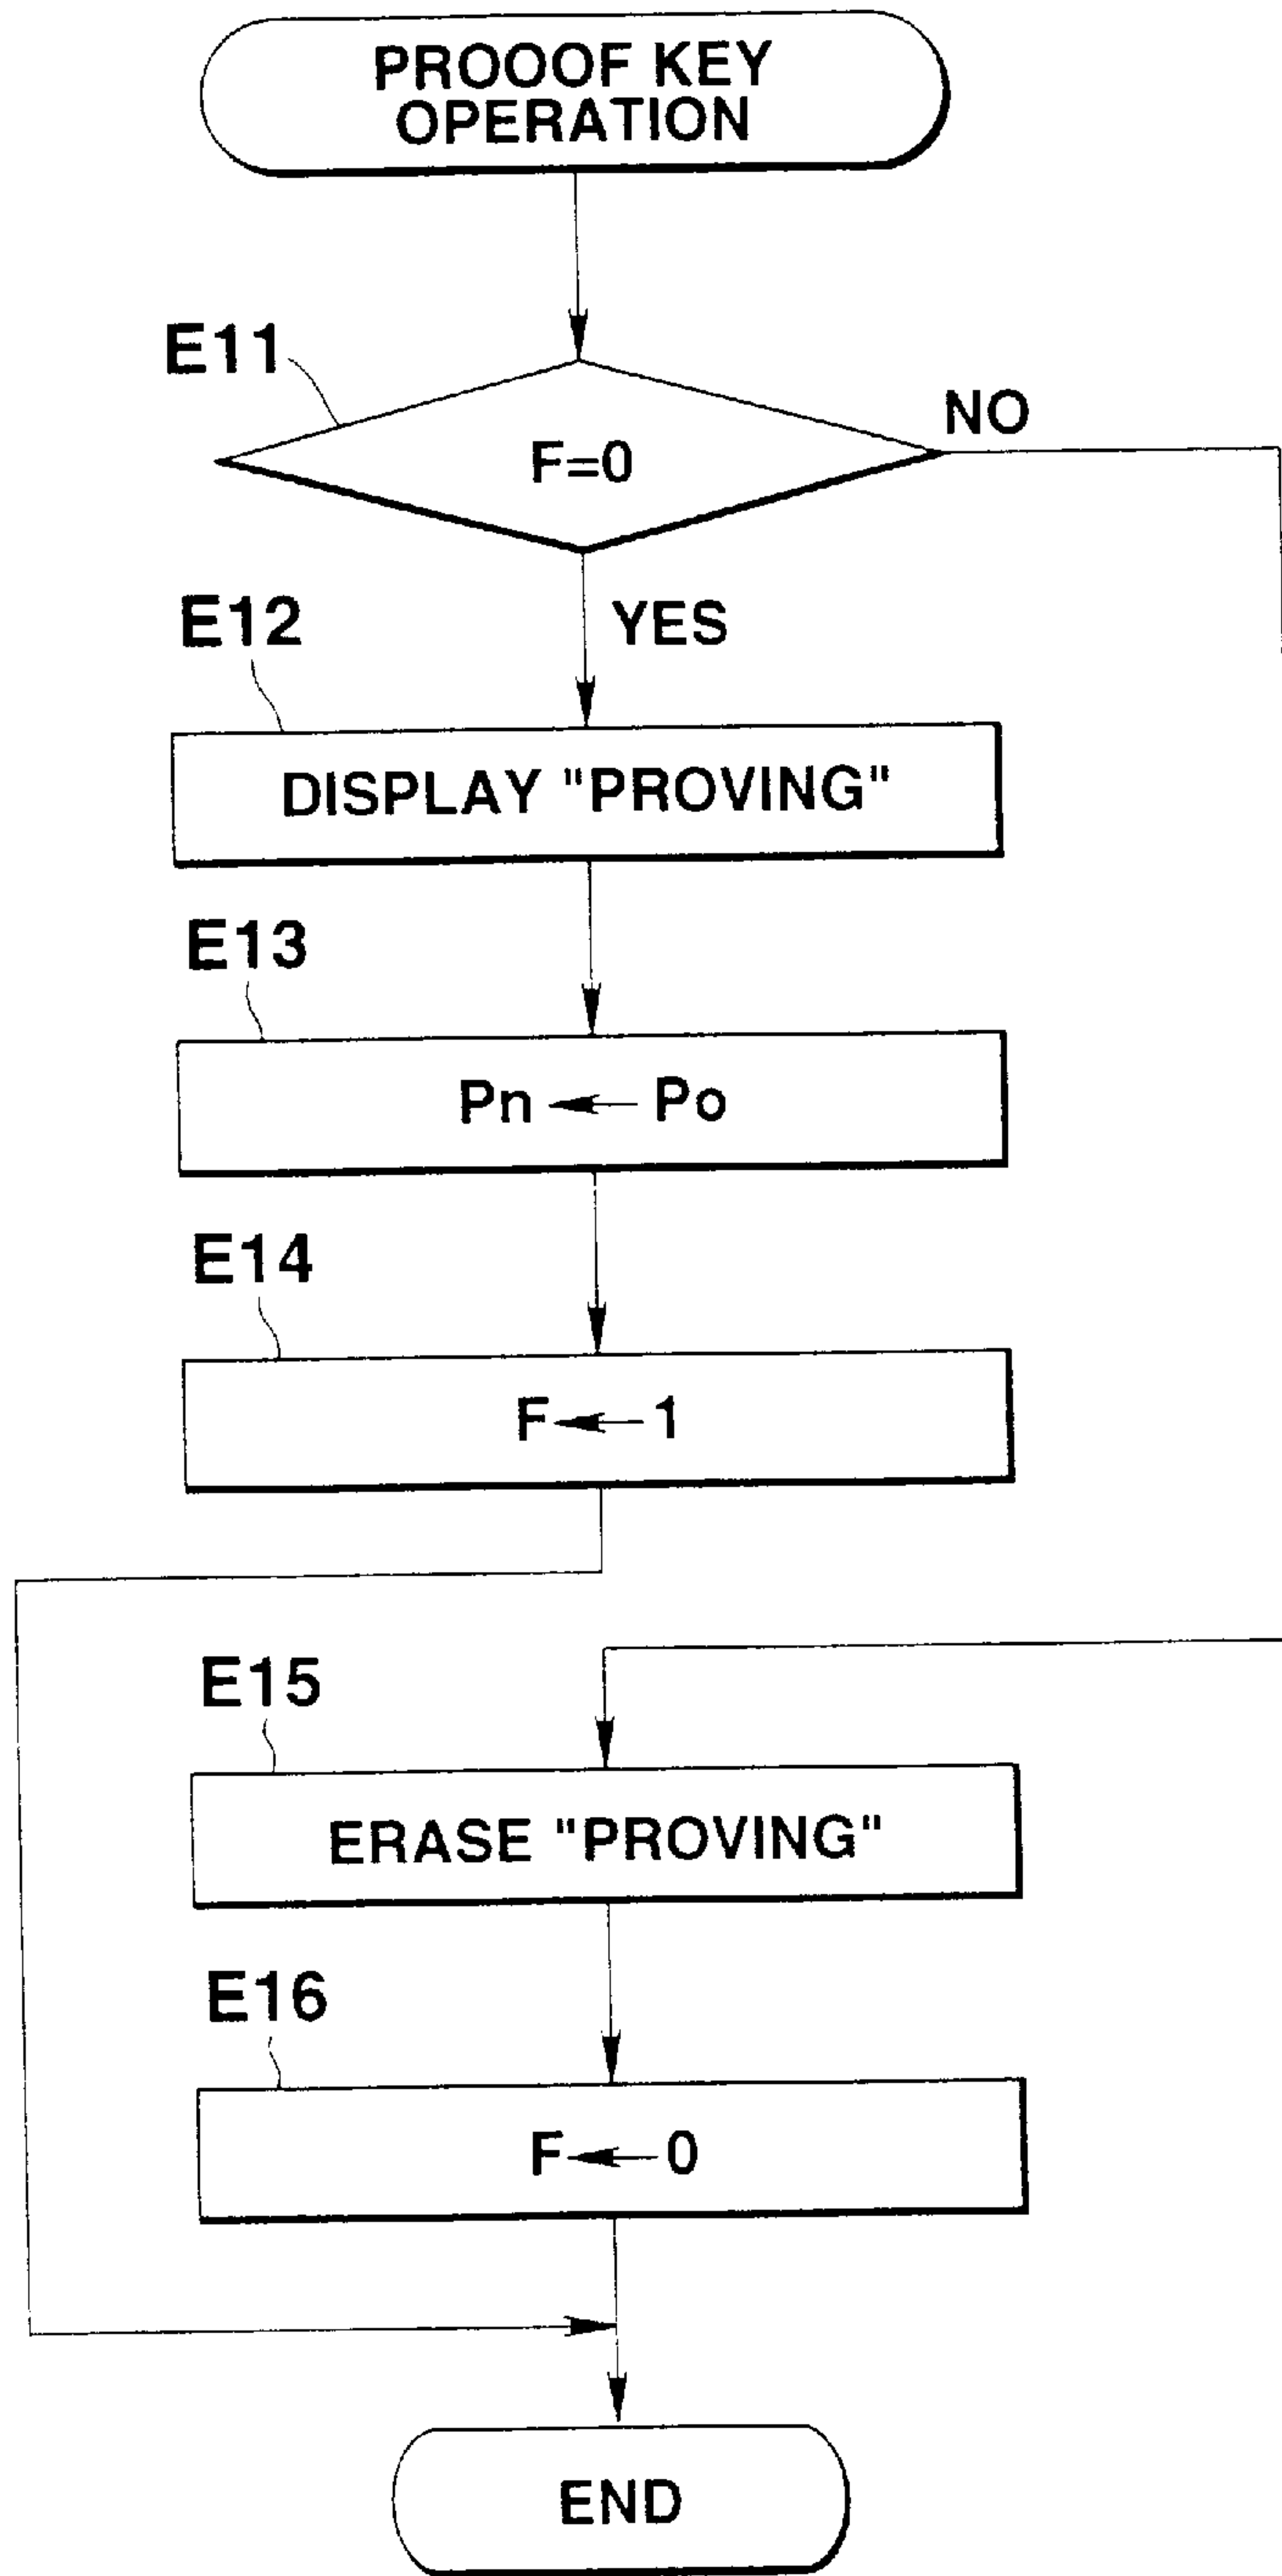 PROOOF KEY
OPERATION
E11
F=0
NO
YES
E12
DISPLAY "PROVING"
E13
Pn ← Po
E14
F ← 1
E15
ERASE "PROVING"
E16
F ← 0
END